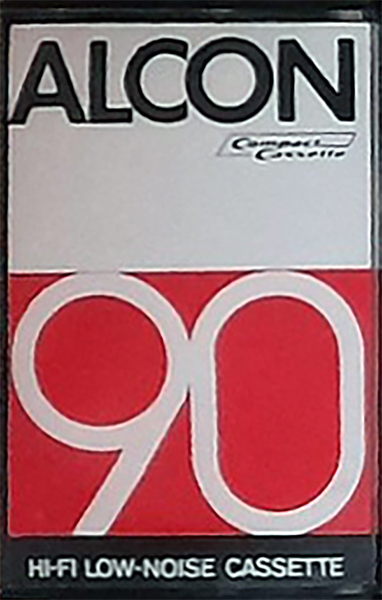 ALCON
Compact
Cassette
90
HI-FI LOW-NOISE CASSETTE